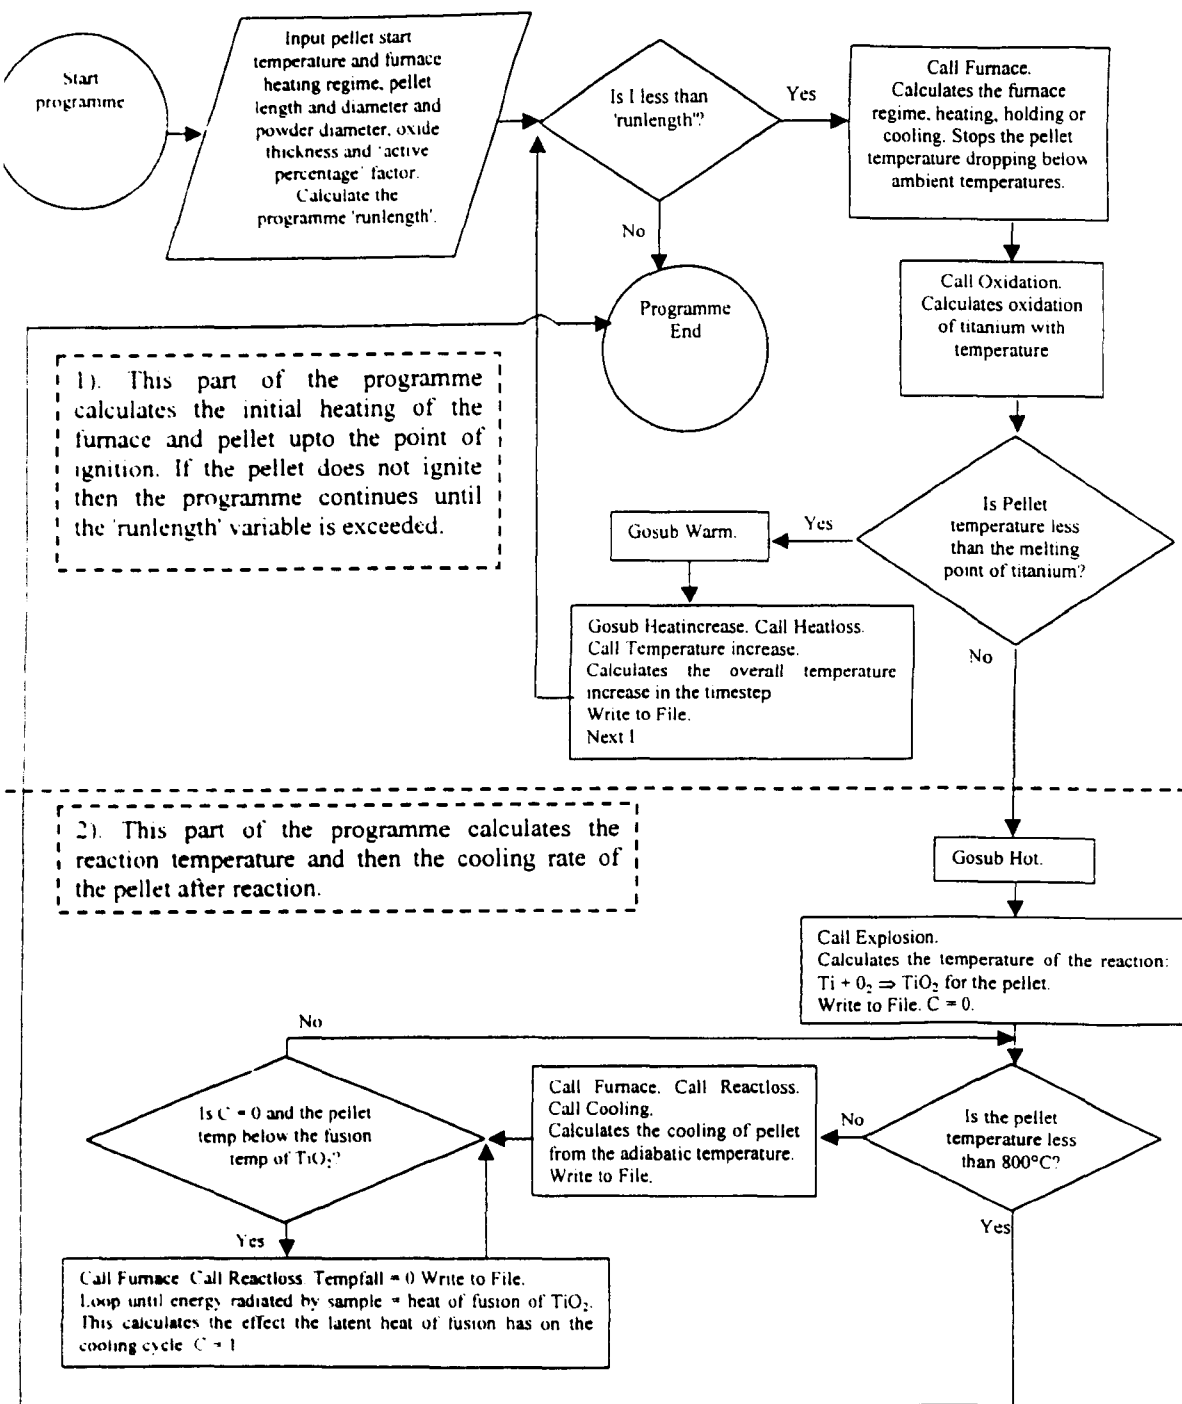 Start
programme
Input pellet start
temperature and furnace
heating regime, pellet
length and diameter and
powder diameter, oxide
thickness and 'active
percentage' factor.
Calculate the
programme 'runlength'.
Is I less than
'runlength"?
Yes
No
Call Furnace.
Calculates the furnace
regime, heating, holding or
cooling. Stops the pellet
temperature dropping below
ambient temperatures.
Call Oxidation.
Calculates oxidation
of titanium with
temperature
Programme
End
1). This part of the programme
calculates the initial heating of the
furnace and pellet upto the point of
ignition. If the pellet does not ignite
then the programme continues until
the 'runlength' variable is exceeded.
Is Pellet
temperature less
than the melting
point of titanium?
Yes
No
Gosub Warm.
Gosub Heatincrease. Call Heatloss.
Call Temperature increase.
Calculates the overall temperature
increase in the timestep
Write to File.
Next I
2). This part of the programme calculates the
reaction temperature and then the cooling rate of
the pellet after reaction.
Gosub Hot.
Call Explosion.
Calculates the temperature of the reaction:
Ti + 0₂ ⇒ TiO₂ for the pellet.
Write to File. C = 0.
No
Is C = 0 and the pellet
temp below the fusion
temp of TiO₂?
Yes
Call Furnace. Call Reactloss.
Call Cooling.
Calculates the cooling of pellet
from the adiabatic temperature.
Write to File.
No
Is the pellet
temperature less
than 800°C?
Yes
Call Furnace Call Reactloss Tempfall = 0 Write to File.
Loop until energy radiated by sample = heat of fusion of TiO₂.
This calculates the effect the latent heat of fusion has on the
cooling cycle C = 1